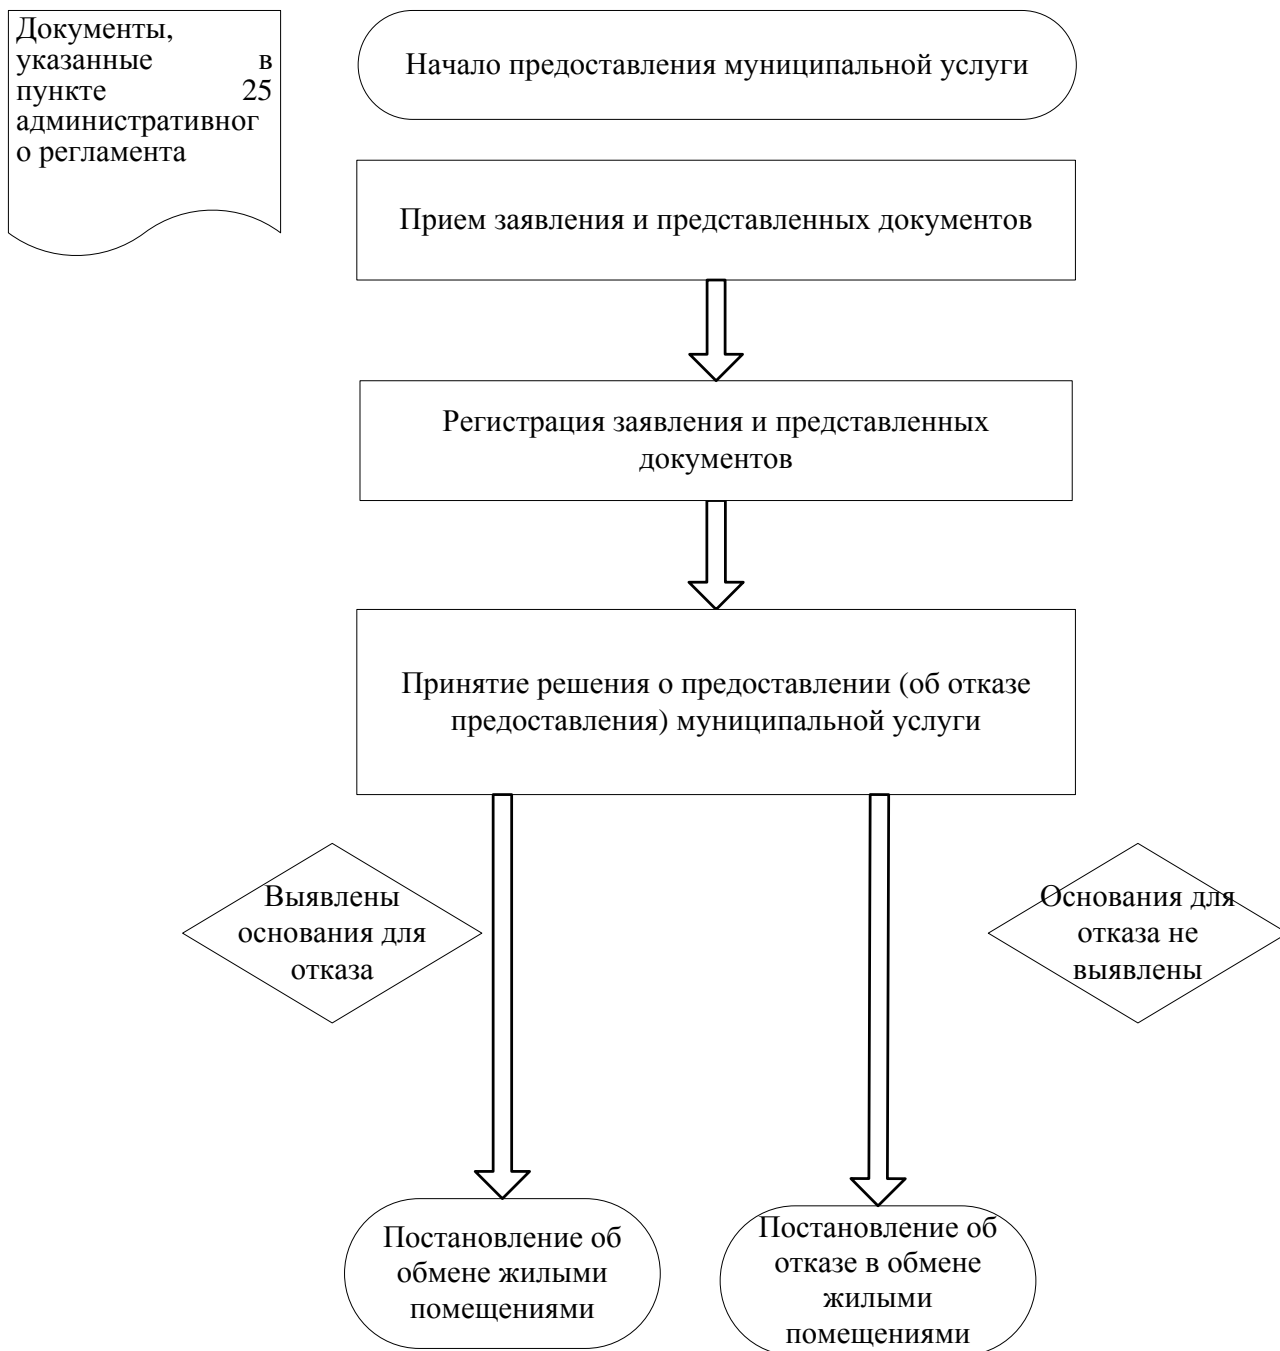 Документы,
указанные в
пункте 25
административног
о регламента
Начало предоставления муниципальной услуги
Прием заявления и представленных документов
Регистрация заявления и представленных
документов
Принятие решения о предоставлении (об отказе
предоставления) муниципальной услуги
Выявлены
основания для
отказа
Основания для
отказа не
выявлены
Постановление об
обмене жилыми
помещениями
Постановление об
отказе в обмене
жилыми
помещениями